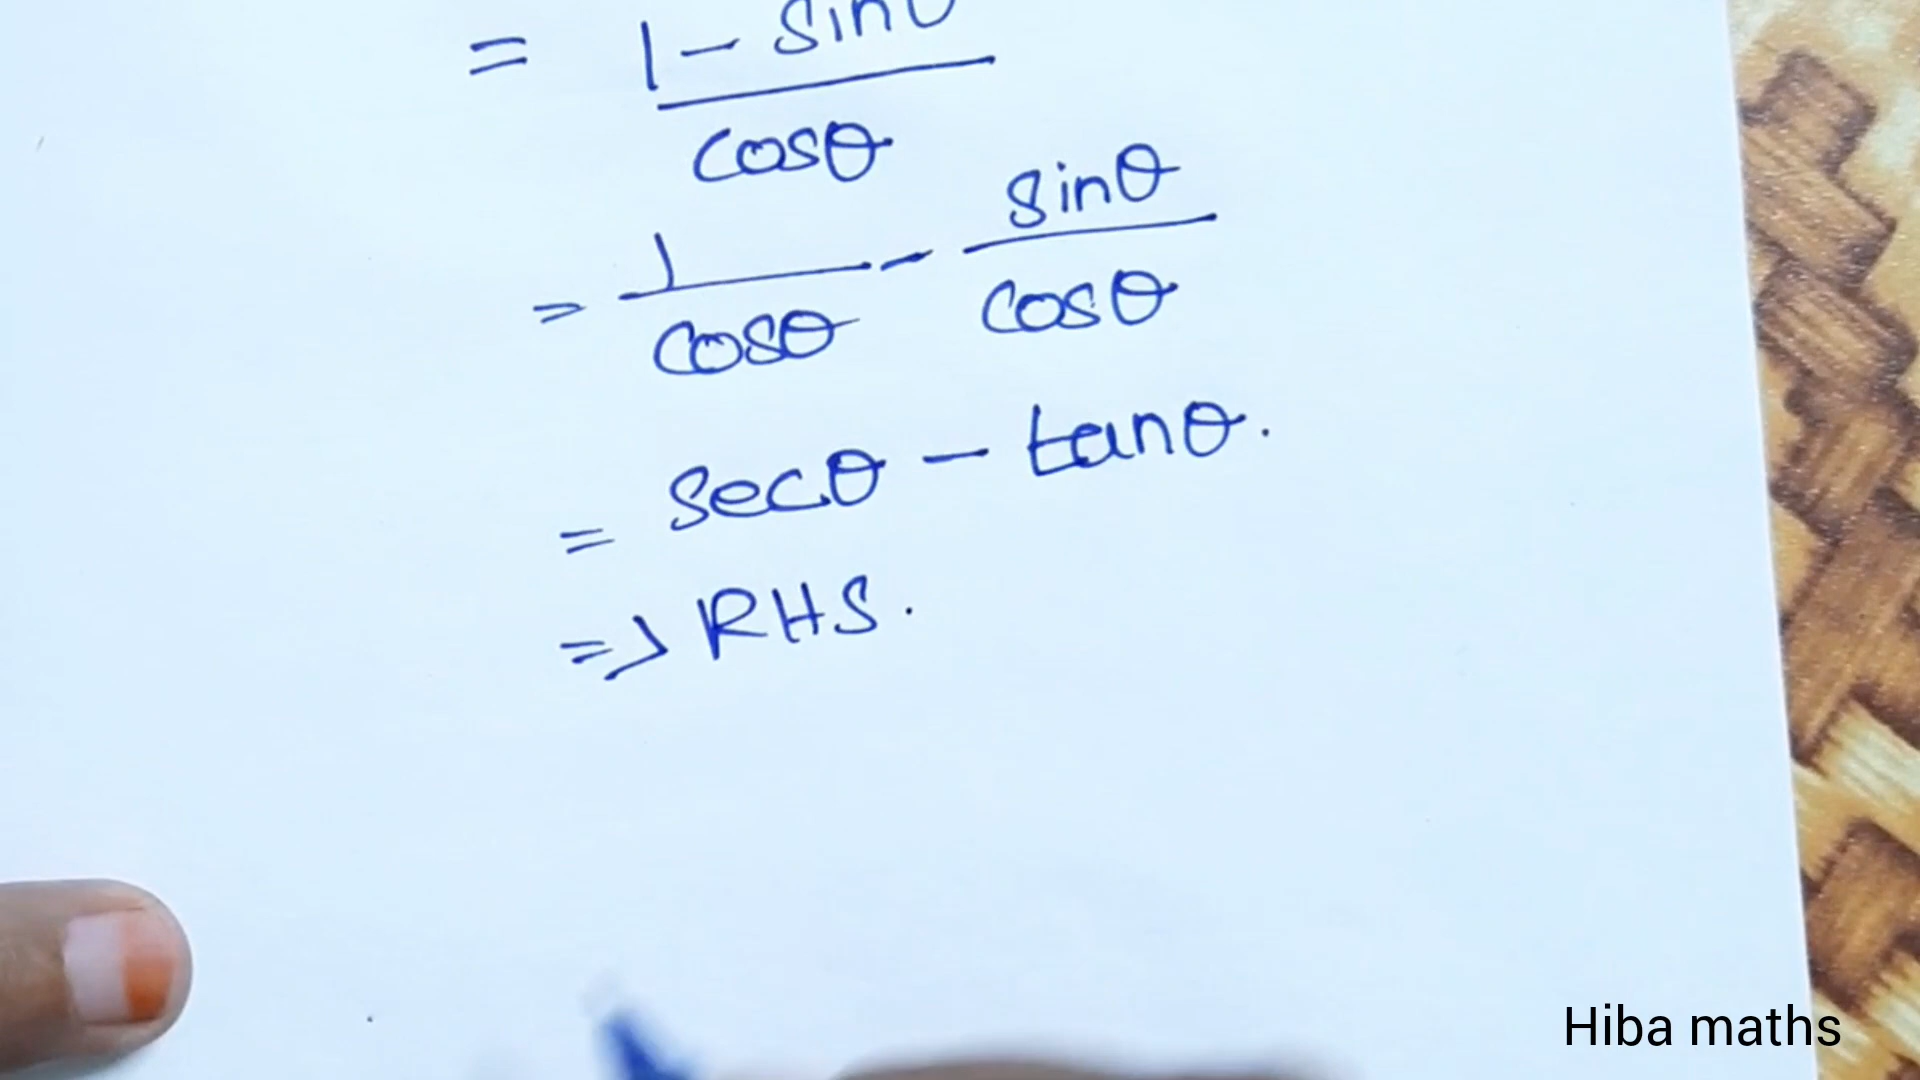 = 1 - sinθ / cosθ
= 1/cosθ - sinθ/cosθ
= secθ - tanθ.
=> RHS.
Hiba maths